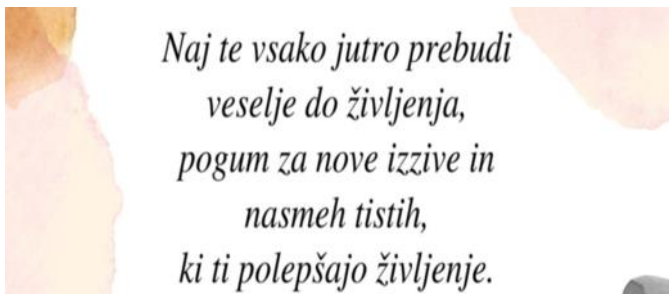 Naj te vsako jutro prebudi
veselje do življenja,
pogum za nove izzive in
nasmeh tistih,
ki ti polepšajo življenje.